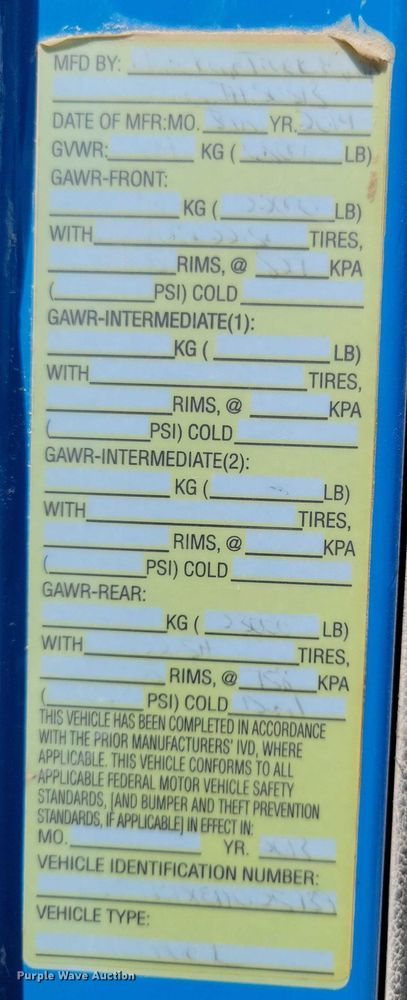 MFD BY:
DATE OF MFR:MO. YR.
GVWR: KG ( LB)
GAWR-FRONT:
KG ( LB)
WITH TIRES,
RIMS, @ KPA
( PSI) COLD
GAWR-INTERMEDIATE(1):
KG ( LB)
WITH TIRES,
RIMS, @ KPA
( PSI) COLD
GAWR-INTERMEDIATE(2):
KG ( LB)
WITH TIRES,
RIMS, @ KPA
( PSI) COLD
GAWR-REAR:
KG ( LB)
WITH TIRES,
RIMS, @ KPA
( PSI) COLD
THIS VEHICLE HAS BEEN COMPLETED IN ACCORDANCE
WITH THE PRIOR MANUFACTURERS' IVD, WHERE
APPLICABLE. THIS VEHICLE CONFORMS TO ALL
APPLICABLE FEDERAL MOTOR VEHICLE SAFETY
STANDARDS, [AND BUMPER AND THEFT PREVENTION
STANDARDS, IF APPLICABLE] IN EFFECT IN:
MO. YR.
VEHICLE IDENTIFICATION NUMBER:
VEHICLE TYPE:
Purple Wave Auction